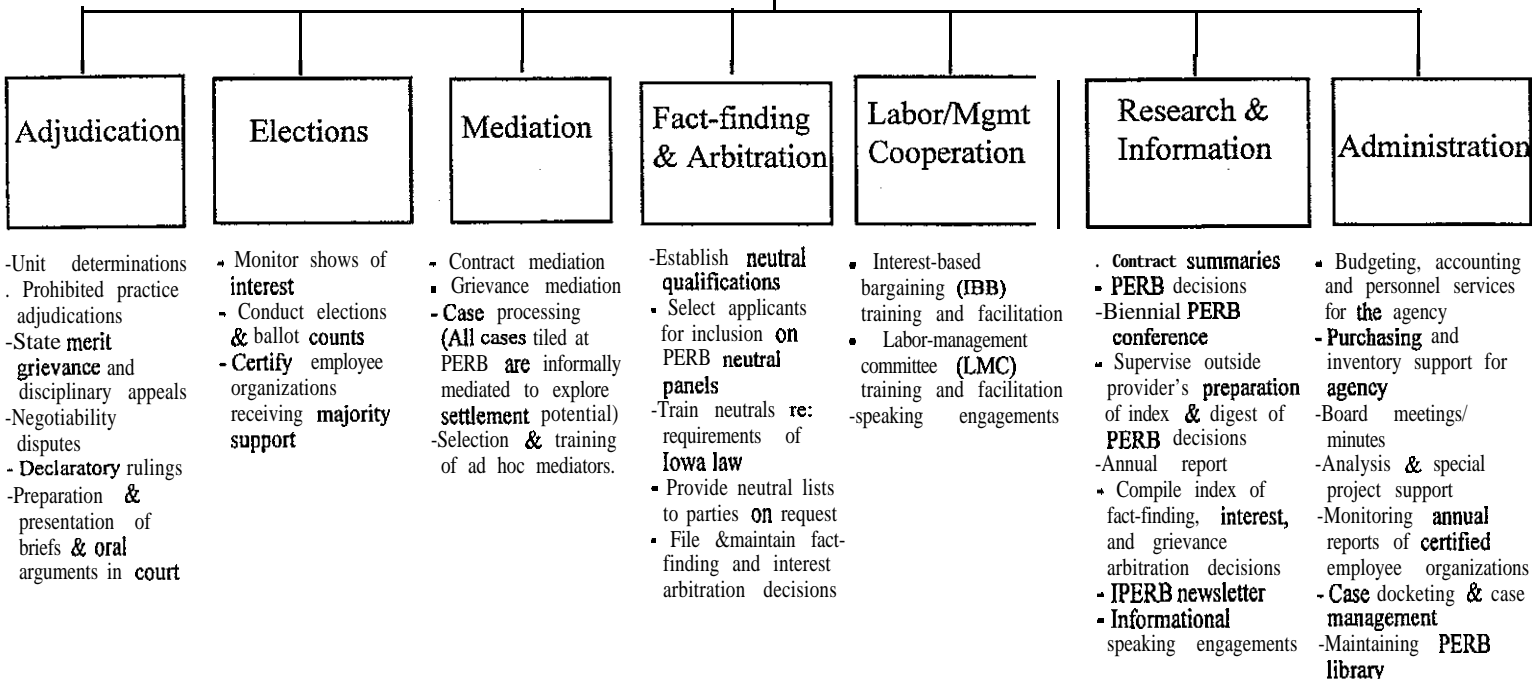 Adjudication
Elections
Mediation
Fact-finding
& Arbitration
Labor/Mgmt
Cooperation
Research &
Information
Administration
-Unit determinations
. Prohibited practice
adjudications
-State merit
grievance and
disciplinary appeals
-Negotiability
disputes
- Declaratory rulings
-Preparation &
presentation of
briefs & oral
arguments in court
- Monitor shows of
interest
- Conduct elections
& ballot counts
- Certify employee
organizations
receiving majority
support
- Contract mediation
- Grievance mediation
- Case processing
(All cases tiled at
PERB are informally
mediated to explore
settlement potential)
-Selection & training
of ad hoc mediators.
-Establish neutral
qualifications
- Select applicants
for inclusion on
PERB neutral
panels
-Train neutrals re:
requirements of
Iowa law
- Provide neutral lists
to parties on request
- File &maintain fact-
finding and interest
arbitration decisions
▪ Interest-based
bargaining (IBB)
training and facilitation
• Labor-management
committee (LMC)
training and facilitation
-speaking engagements
. Contract summaries
- PERB decisions
-Biennial PERB
conference
- Supervise outside
provider's preparation
of index & digest of
PERB decisions
-Annual report
- Compile index of
fact-finding, interest,
and grievance
arbitration decisions
- IPERB newsletter
- Informational
speaking engagements
▪ Budgeting, accounting
and personnel services
for the agency
- Purchasing and
inventory support for
agency
-Board meetings/
minutes
-Analysis & special
project support
-Monitoring annual
reports of certified
employee organizations
- Case docketing & case
management
-Maintaining PERB
library